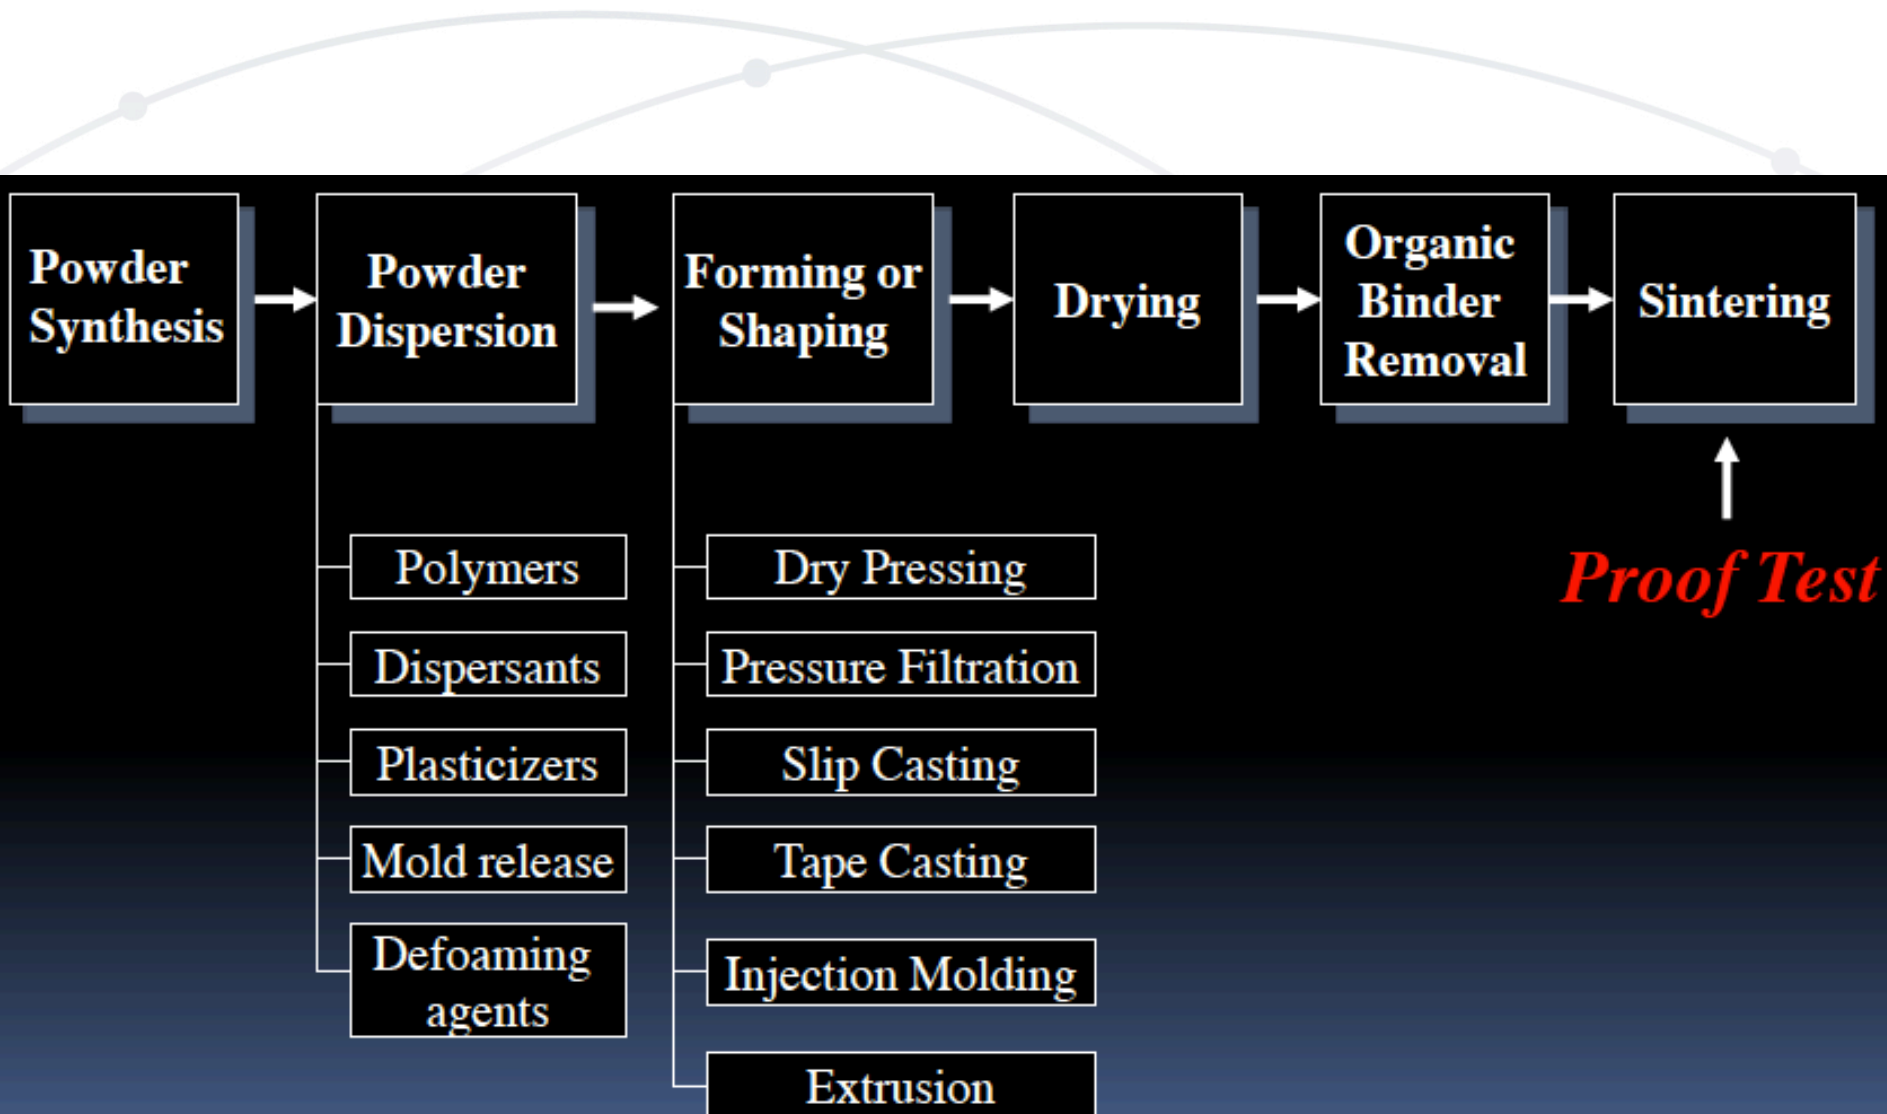 Powder
Synthesis
Powder
Dispersion
Forming or
Shaping
Drying
Organic
Binder
Removal
Sintering
Polymers
Dispersants
Plasticizers
Mold release
Defoaming
agents
Dry Pressing
Pressure Filtration
Slip Casting
Tape Casting
Injection Molding
Extrusion
Proof Test